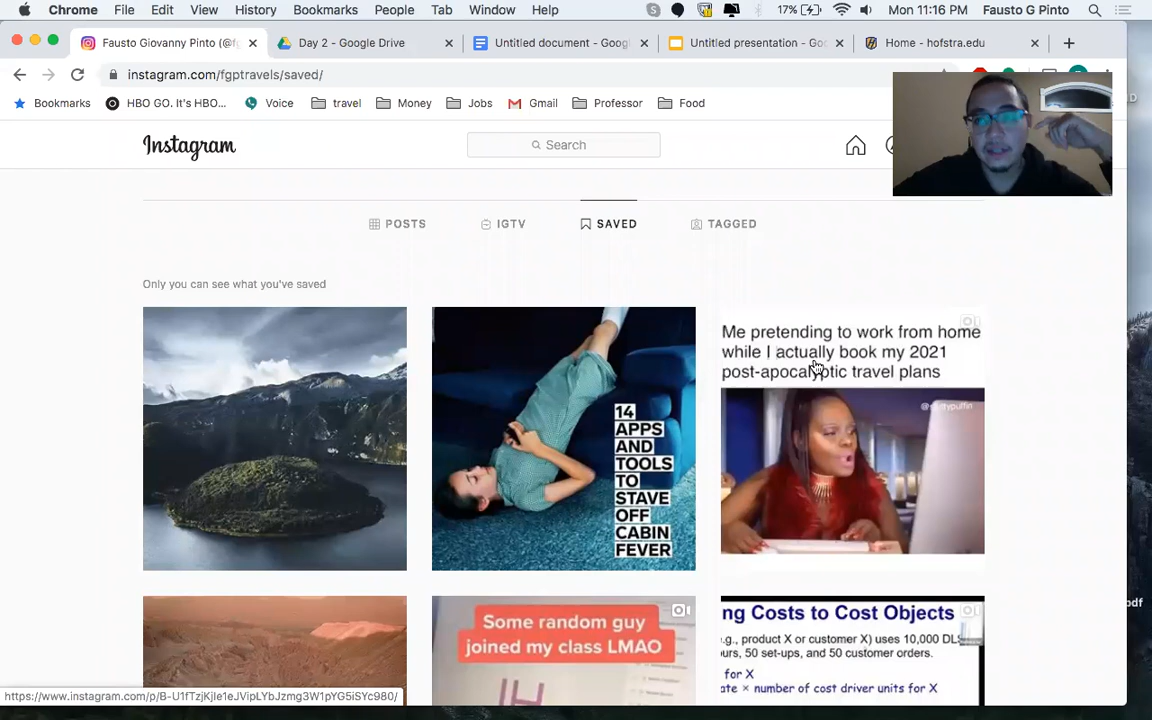 Chrome File Edit View History Bookmarks People Tab Window Help 17% Mon 11:16 PM Fausto G Pinto
Fausto Giovanny Pinto (@f Day 2 - Google Drive Untitled document - Goog Untitled presentation - Go Home - hofstra.edu
instagram.com/fgptravels/saved/
Bookmarks HBO GO. It's HBO... Voice travel Money Jobs Gmail Professor Food
Instagram Search
POSTS IGTV SAVED TAGGED
Only you can see what you've saved
Me pretending to work from home
while I actually book my 2021
post-apocalyptic travel plans
14
APPS
AND
TOOLS
TO
STAVE
OFF
CABIN
FEVER
Some random guy
joined my class LMAO
ng Costs to Cost Objects
e.g., product X or customer X) uses 10,000 DL
urs, 50 set-ups, and 50 customer orders.
for X
ate × number of cost driver units for X
https://www.instagram.com/p/B-U1fTzjKjIe1eJVipLYbJzmg3W1pYG5iSYc980/